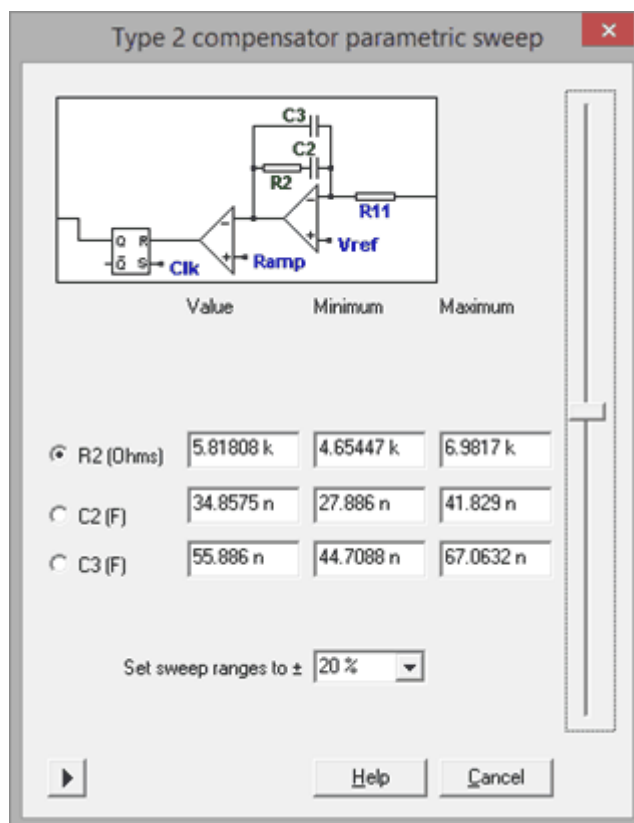 Type 2 compensator parametric sweep
C3
C2
R2
R11
Vref
Ramp
Q R
Q̅ S
Clk
Value Minimum Maximum
R2 (Ohms) 5.81808 k 4.65447 k 6.9817 k
C2 (F) 34.8575 n 27.886 n 41.829 n
C3 (F) 55.886 n 44.7088 n 67.0632 n
Set sweep ranges to ± 20 %
Help Cancel